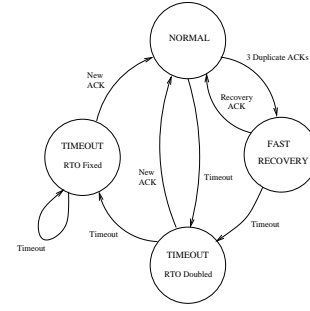 NORMAL
3 Duplicate ACKs
New
ACK
Recovery
ACK
TIMEOUT
RTO Fixed
FAST
RECOVERY
New
ACK
Timeout
Timeout
Timeout
Timeout
TIMEOUT
RTO Doubled